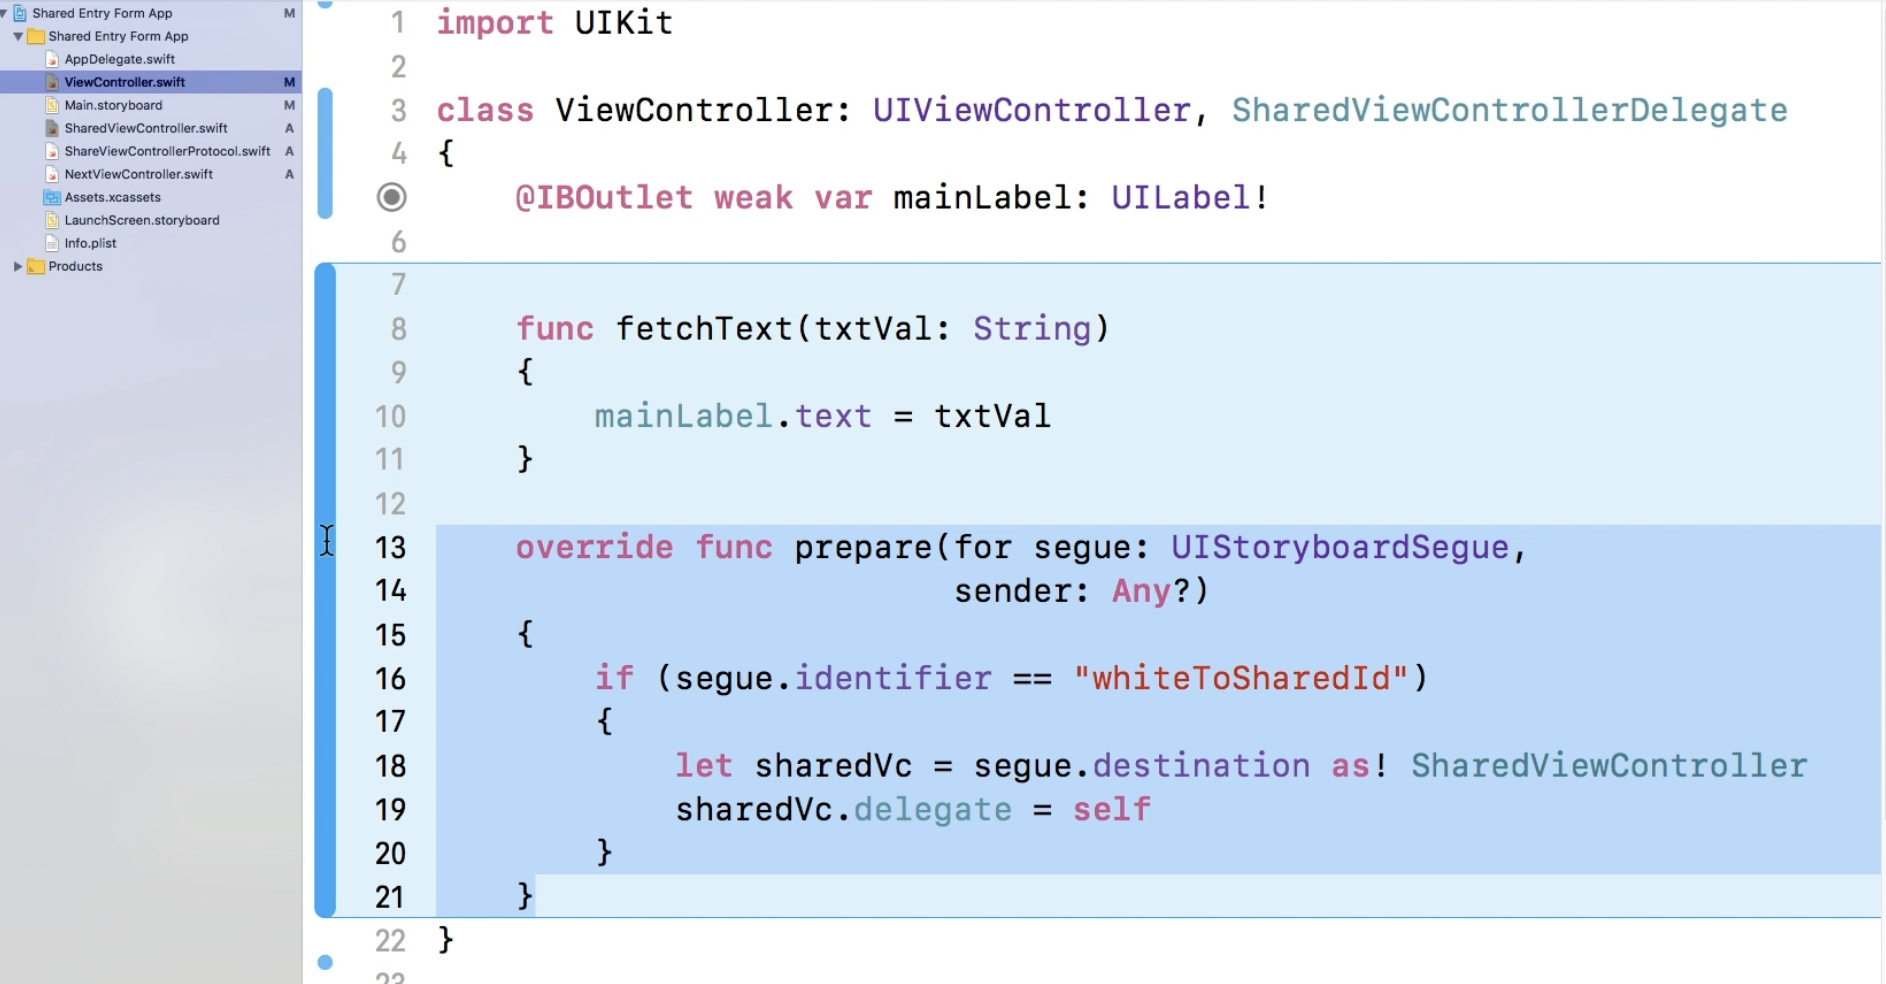 Shared Entry Form App M
Shared Entry Form App
AppDelegate.swift
ViewController.swift M
Main.storyboard M
SharedViewController.swift A
ShareViewControllerProtocol.swift A
NextViewController.swift A
Assets.xcassets
LaunchScreen.storyboard
Info.plist
Products
1 import UIKit
2
3 class ViewController: UIViewController, SharedViewControllerDelegate
4 {
@IBOutlet weak var mainLabel: UILabel!
6
7
8 func fetchText(txtVal: String)
9 {
10 mainLabel.text = txtVal
11 }
12
13 override func prepare(for segue: UIStoryboardSegue,
14 sender: Any?)
15 {
16 if (segue.identifier == "whiteToSharedId")
17 {
18 let sharedVc = segue.destination as! SharedViewController
19 sharedVc.delegate = self
20 }
21 }
22 }
23